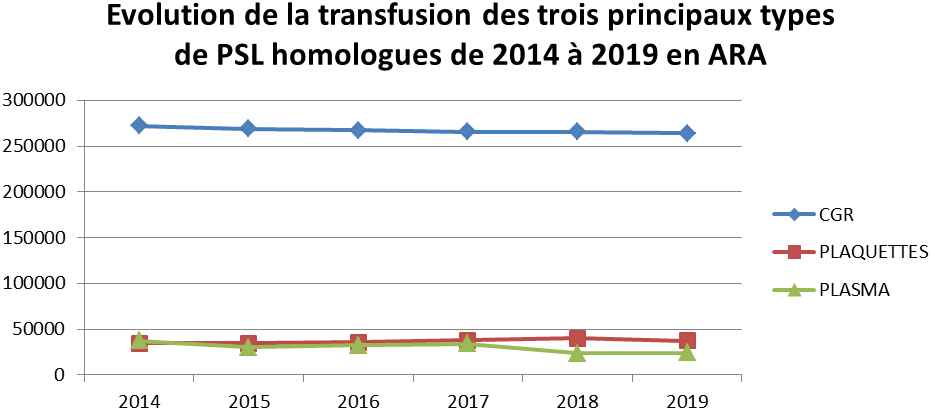 Evolution de la transfusion des trois principaux types
de PSL homologues de 2014 à 2019 en ARA
300000
250000
200000
150000
100000
50000
0
2014 2015 2016 2017 2018 2019
CGR
PLAQUETTES
PLASMA